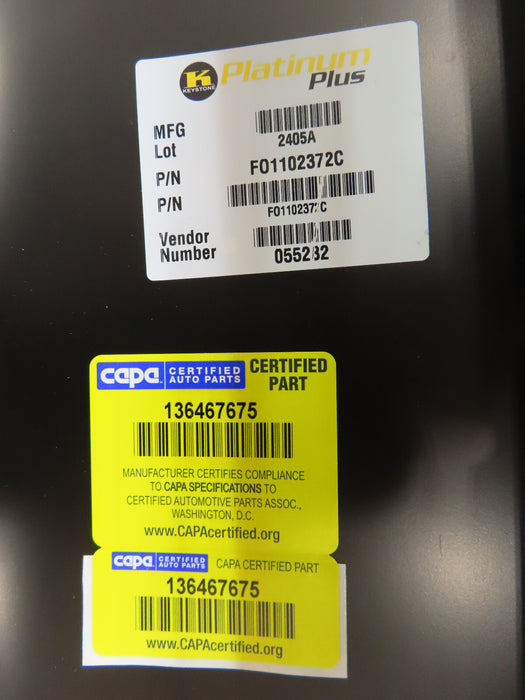 K
KEYSTONE
Platinum
Plus
MFG
Lot
2405A
P/N
FO1102372C
P/N
FO1102372C
Vendor
Number
055282
capa CERTIFIED
AUTO PARTS
CERTIFIED
PART
136467675
MANUFACTURER CERTIFIES COMPLIANCE
TO CAPA SPECIFICATIONS TO
CERTIFIED AUTOMOTIVE PARTS ASSOC.,
WASHINGTON, D.C.
www.CAPAcertified.org
capa CERTIFIED
AUTO PARTS
CAPA CERTIFIED PART
136467675
www.CAPAcertified.org